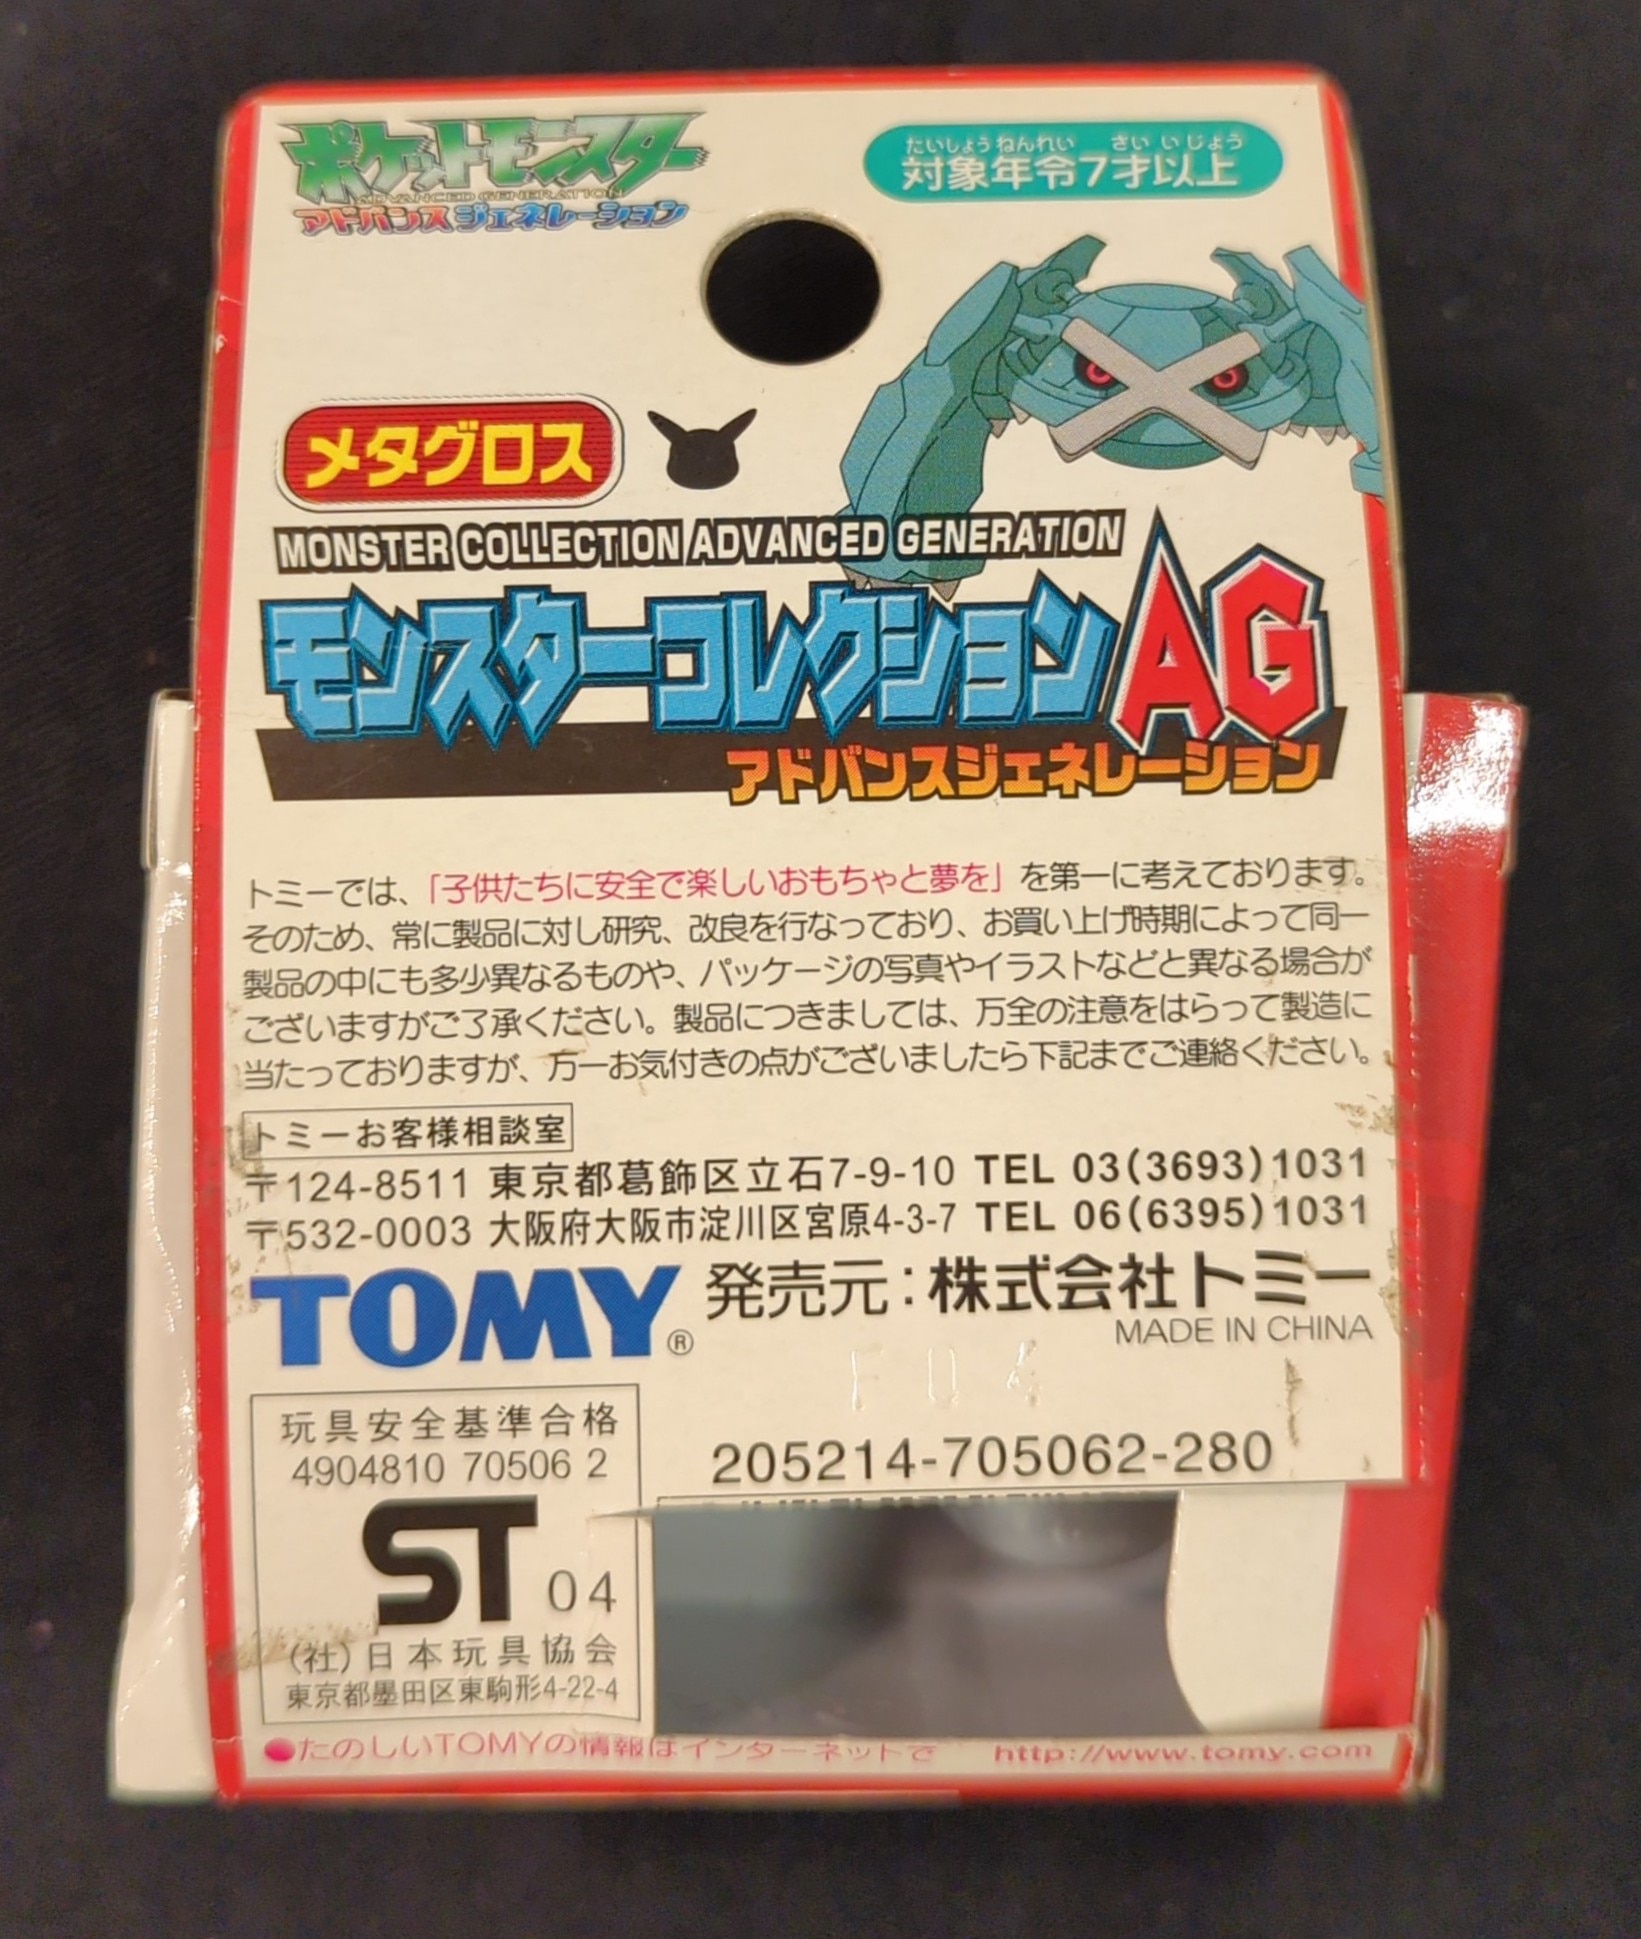 ポケットモンスター
ADVANCED GENERATION
アドバンスジェネレーション
たいしょうねんれい さい いじょう
対象年令7才以上
メタグロス
MONSTER COLLECTION ADVANCED GENERATION
モンスターコレクションAG
アドバンスジェネレーション
トミーでは、「子供たちに安全で楽しいおもちゃと夢を」を第一に考えております。
そのため、常に製品に対し研究、改良を行なっており、お買い上げ時期によって同一
製品の中にも多少異なるものや、パッケージの写真やイラストなどと異なる場合が
ございますがご了承ください。製品につきましては、万全の注意をはらって製造に
当たっておりますが、万一お気付きの点がございましたら下記までご連絡ください。
トミーお客様相談室
〒124-8511 東京都葛飾区立石7-9-10 TEL 03(3693)1031
〒532-0003 大阪府大阪市淀川区宮原4-3-7 TEL 06(6395)1031
TOMY® 発売元:株式会社トミー
MADE IN CHINA
F04
玩具安全基準合格
4904810 70506 2
ST 04
(社)日本玩具協会
東京都墨田区東駒形4-22-4
205214-705062-280
●たのしいTOMYの情報はインターネットで http://www.tomy.com